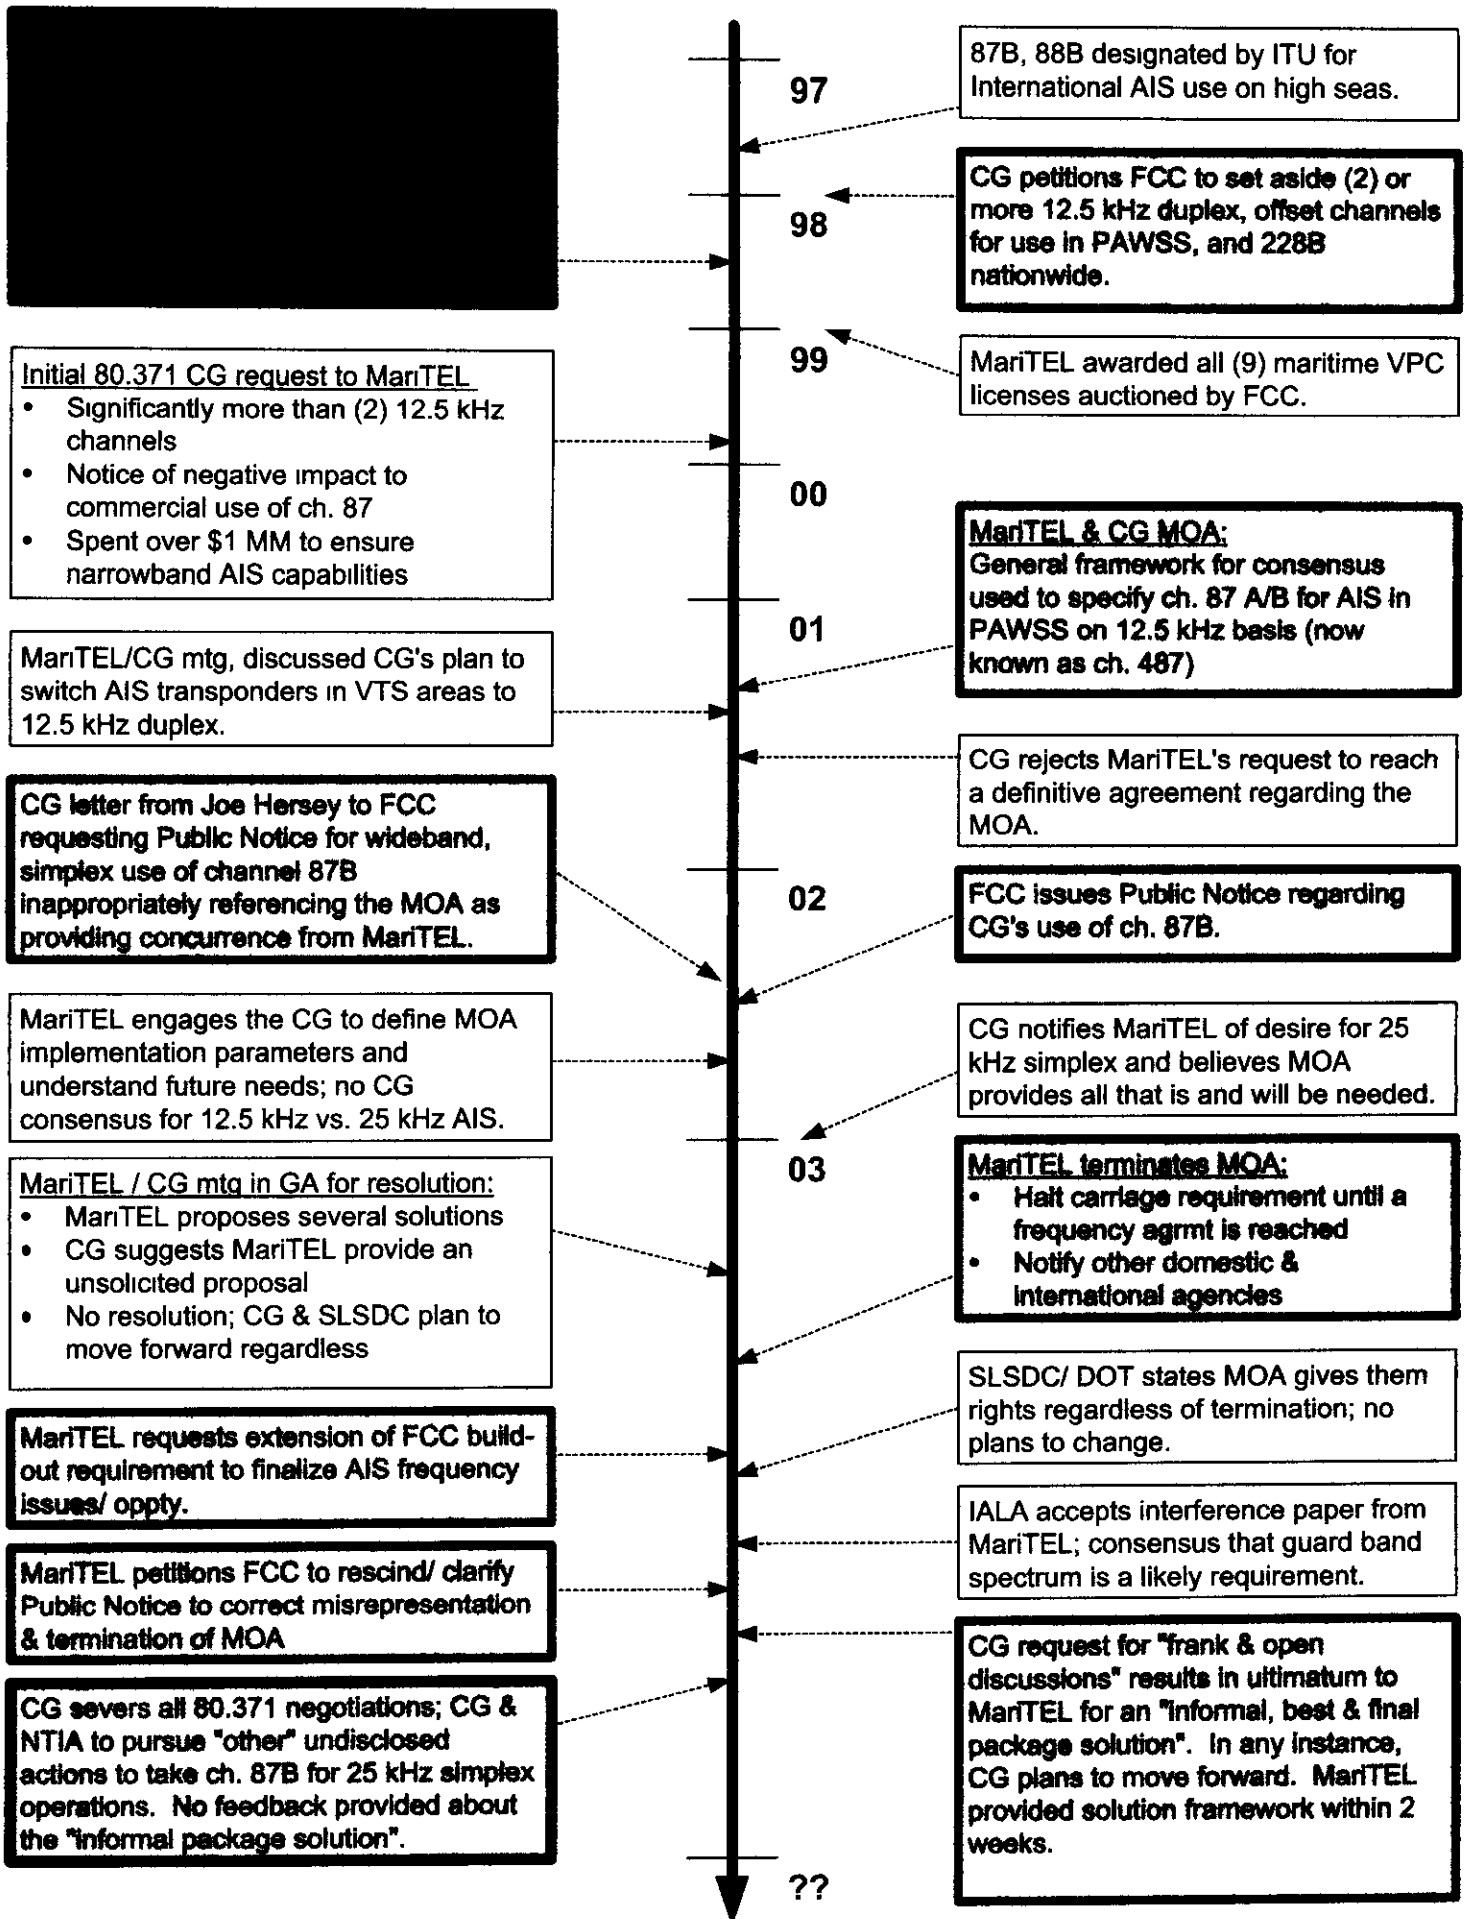 97
87B, 88B designated by ITU for
International AIS use on high seas.
CG petitions FCC to set aside (2) or
more 12.5 kHz duplex, offset channels
for use in PAWSS, and 228B
nationwide.
98
99
MariTEL awarded all (9) maritime VPC
licenses auctioned by FCC.
Initial 80.371 CG request to MariTEL
• Significantly more than (2) 12.5 kHz
channels
• Notice of negative impact to
commercial use of ch. 87
• Spent over $1 MM to ensure
narrowband AIS capabilities
00
MariTEL & CG MOA:
General framework for consensus
used to specify ch. 87 A/B for AIS in
PAWSS on 12.5 kHz basis (now
known as ch. 487)
01
MariTEL/CG mtg, discussed CG's plan to
switch AIS transponders in VTS areas to
12.5 kHz duplex.
CG rejects MariTEL's request to reach
a definitive agreement regarding the
MOA.
CG letter from Joe Hersey to FCC
requesting Public Notice for wideband,
simplex use of channel 87B
inappropriately referencing the MOA as
providing concurrence from MariTEL.
02
FCC issues Public Notice regarding
CG's use of ch. 87B.
MariTEL engages the CG to define MOA
implementation parameters and
understand future needs; no CG
consensus for 12.5 kHz vs. 25 kHz AIS.
CG notifies MariTEL of desire for 25
kHz simplex and believes MOA
provides all that is and will be needed.
03
MariTEL / CG mtg in GA for resolution:
• MariTEL proposes several solutions
• CG suggests MariTEL provide an
unsolicited proposal
• No resolution; CG & SLSDC plan to
move forward regardless
MariTEL terminates MOA:
• Halt carriage requirement until a
frequency agrmt is reached
• Notify other domestic &
international agencies
SLSDC/ DOT states MOA gives them
rights regardless of termination; no
plans to change.
MariTEL requests extension of FCC build-
out requirement to finalize AIS frequency
issues/ oppty.
IALA accepts interference paper from
MariTEL; consensus that guard band
spectrum is a likely requirement.
MariTEL petitions FCC to rescind/ clarify
Public Notice to correct misrepresentation
& termination of MOA
CG request for "frank & open
discussions" results in ultimatum to
MariTEL for an "informal, best & final
package solution". In any instance,
CG plans to move forward. MariTEL
provided solution framework within 2
weeks.
CG severs all 80.371 negotiations; CG &
NTIA to pursue "other" undisclosed
actions to take ch. 87B for 25 kHz simplex
operations. No feedback provided about
the "informal package solution".
??